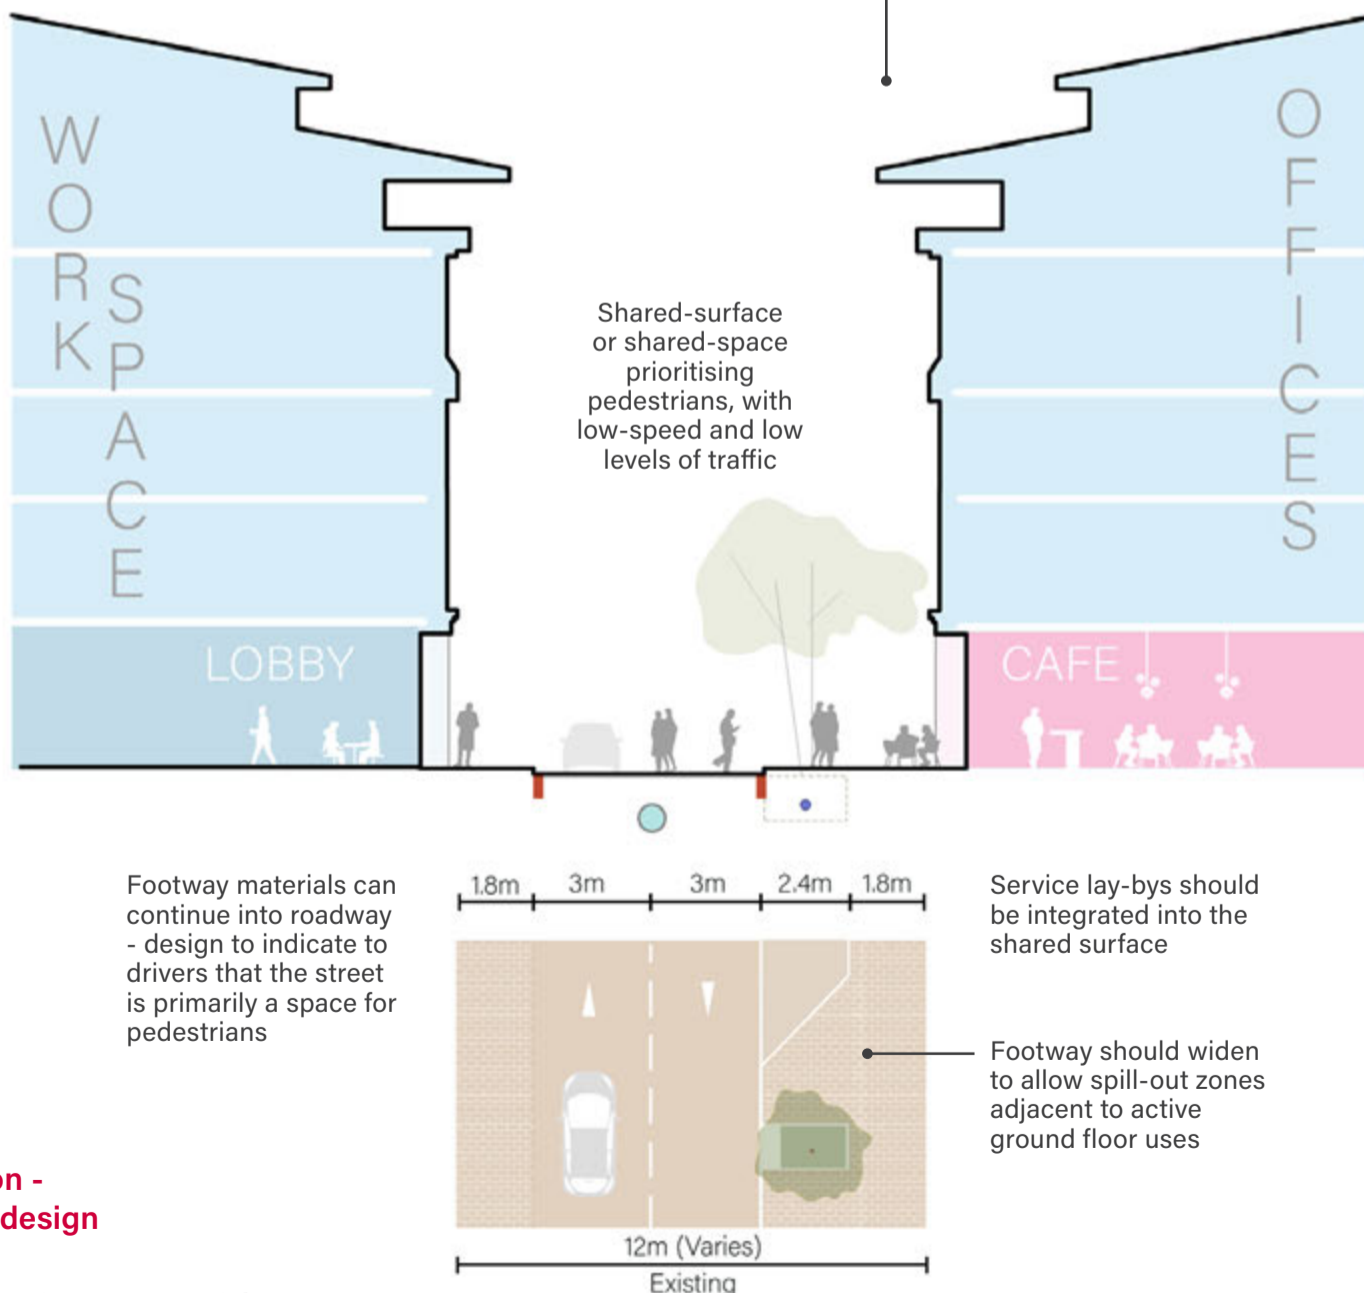 WORK
SPACE
OFFICES
Shared-surface
or shared-space
prioritising
pedestrians, with
low-speed and low
levels of traffic
LOBBY
CAFE
Footway materials can
continue into roadway
- design to indicate to
drivers that the street
is primarily a space for
pedestrians
1.8m 3m 3m 2.4m 1.8m
Service lay-bys should
be integrated into the
shared surface
Footway should widen
to allow spill-out zones
adjacent to active
ground floor uses
on -
design
12m (Varies)
Existing